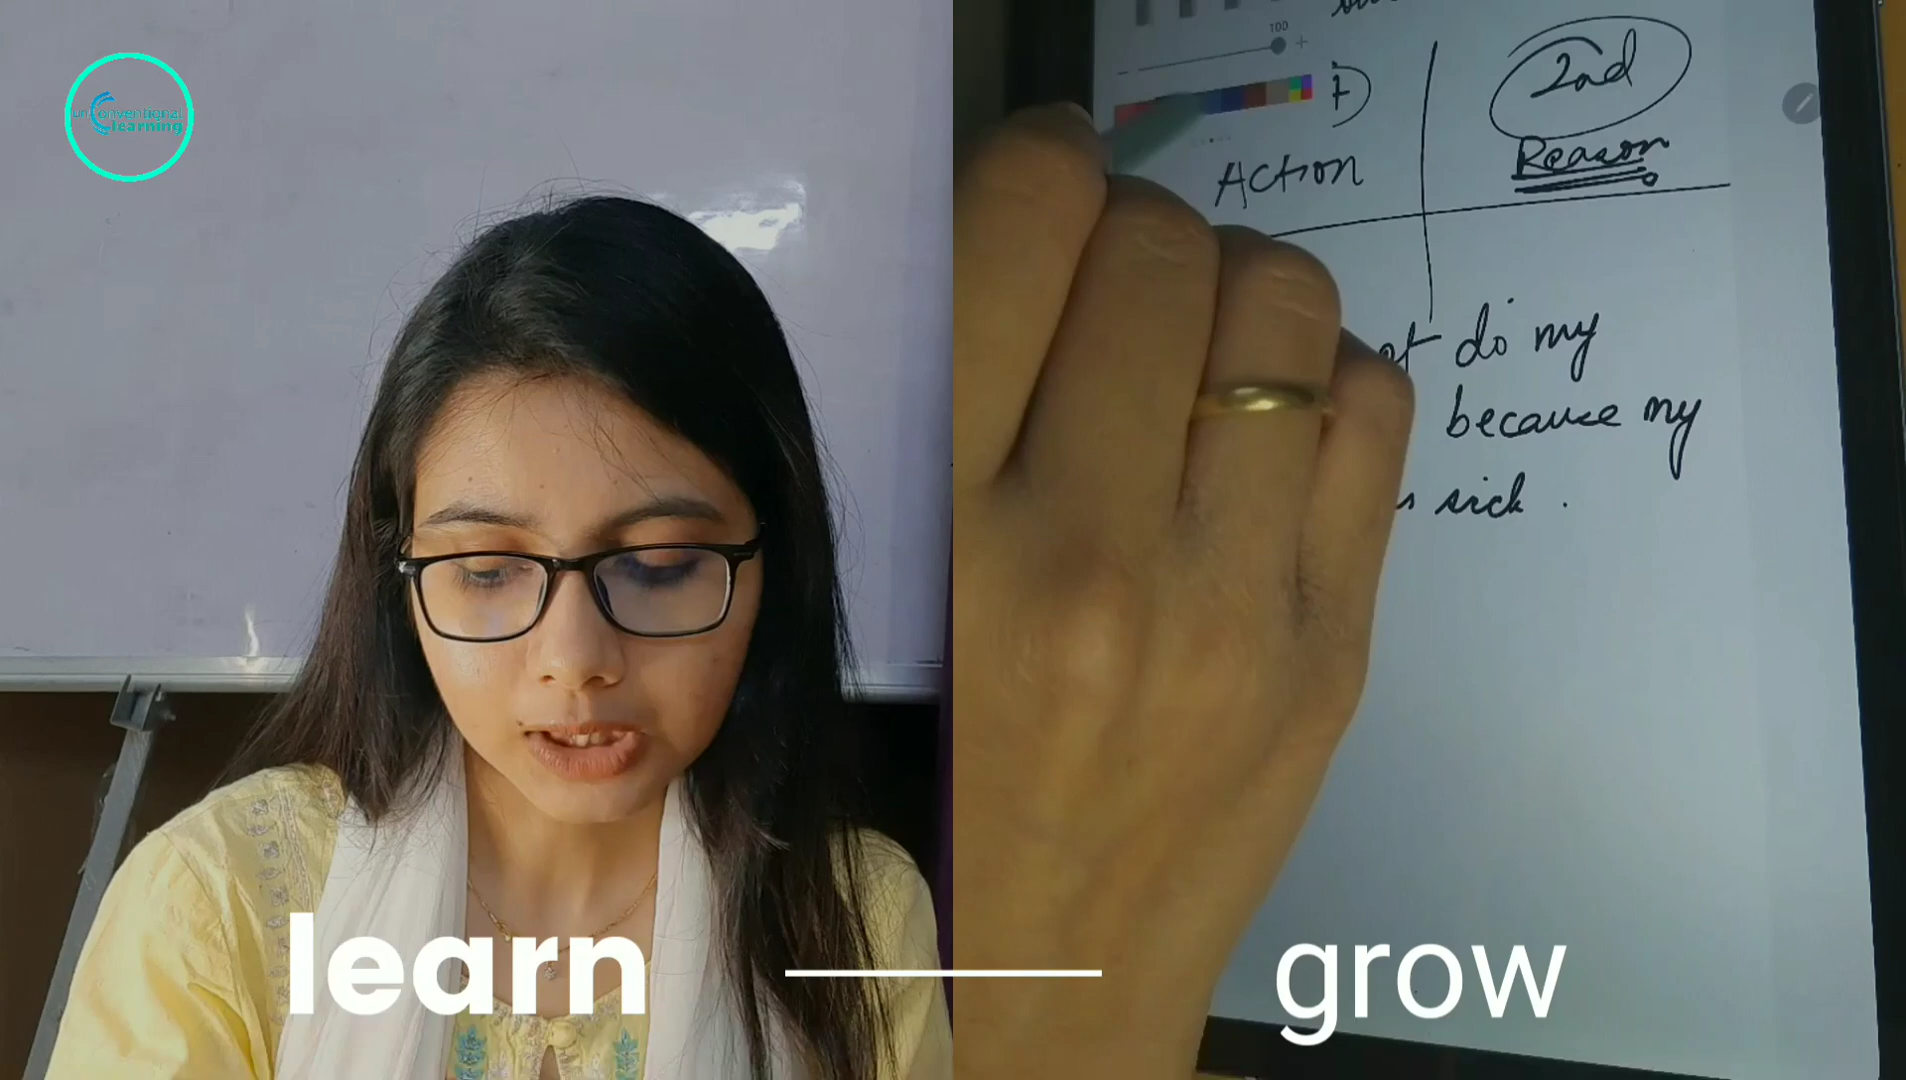 unConventional
learning
100
2nd
Reason
Action
do my
because my
sick .
learn
grow